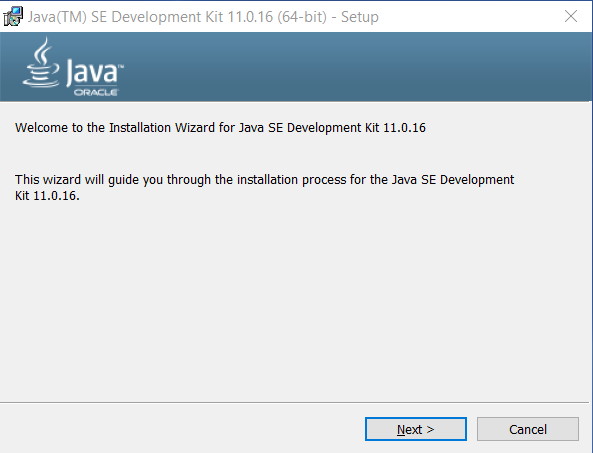 Java(TM) SE Development Kit 11.0.16 (64-bit) - Setup
Java™
ORACLE
Welcome to the Installation Wizard for Java SE Development Kit 11.0.16
This wizard will guide you through the installation process for the Java SE Development
Kit 11.0.16.
Next >
Cancel